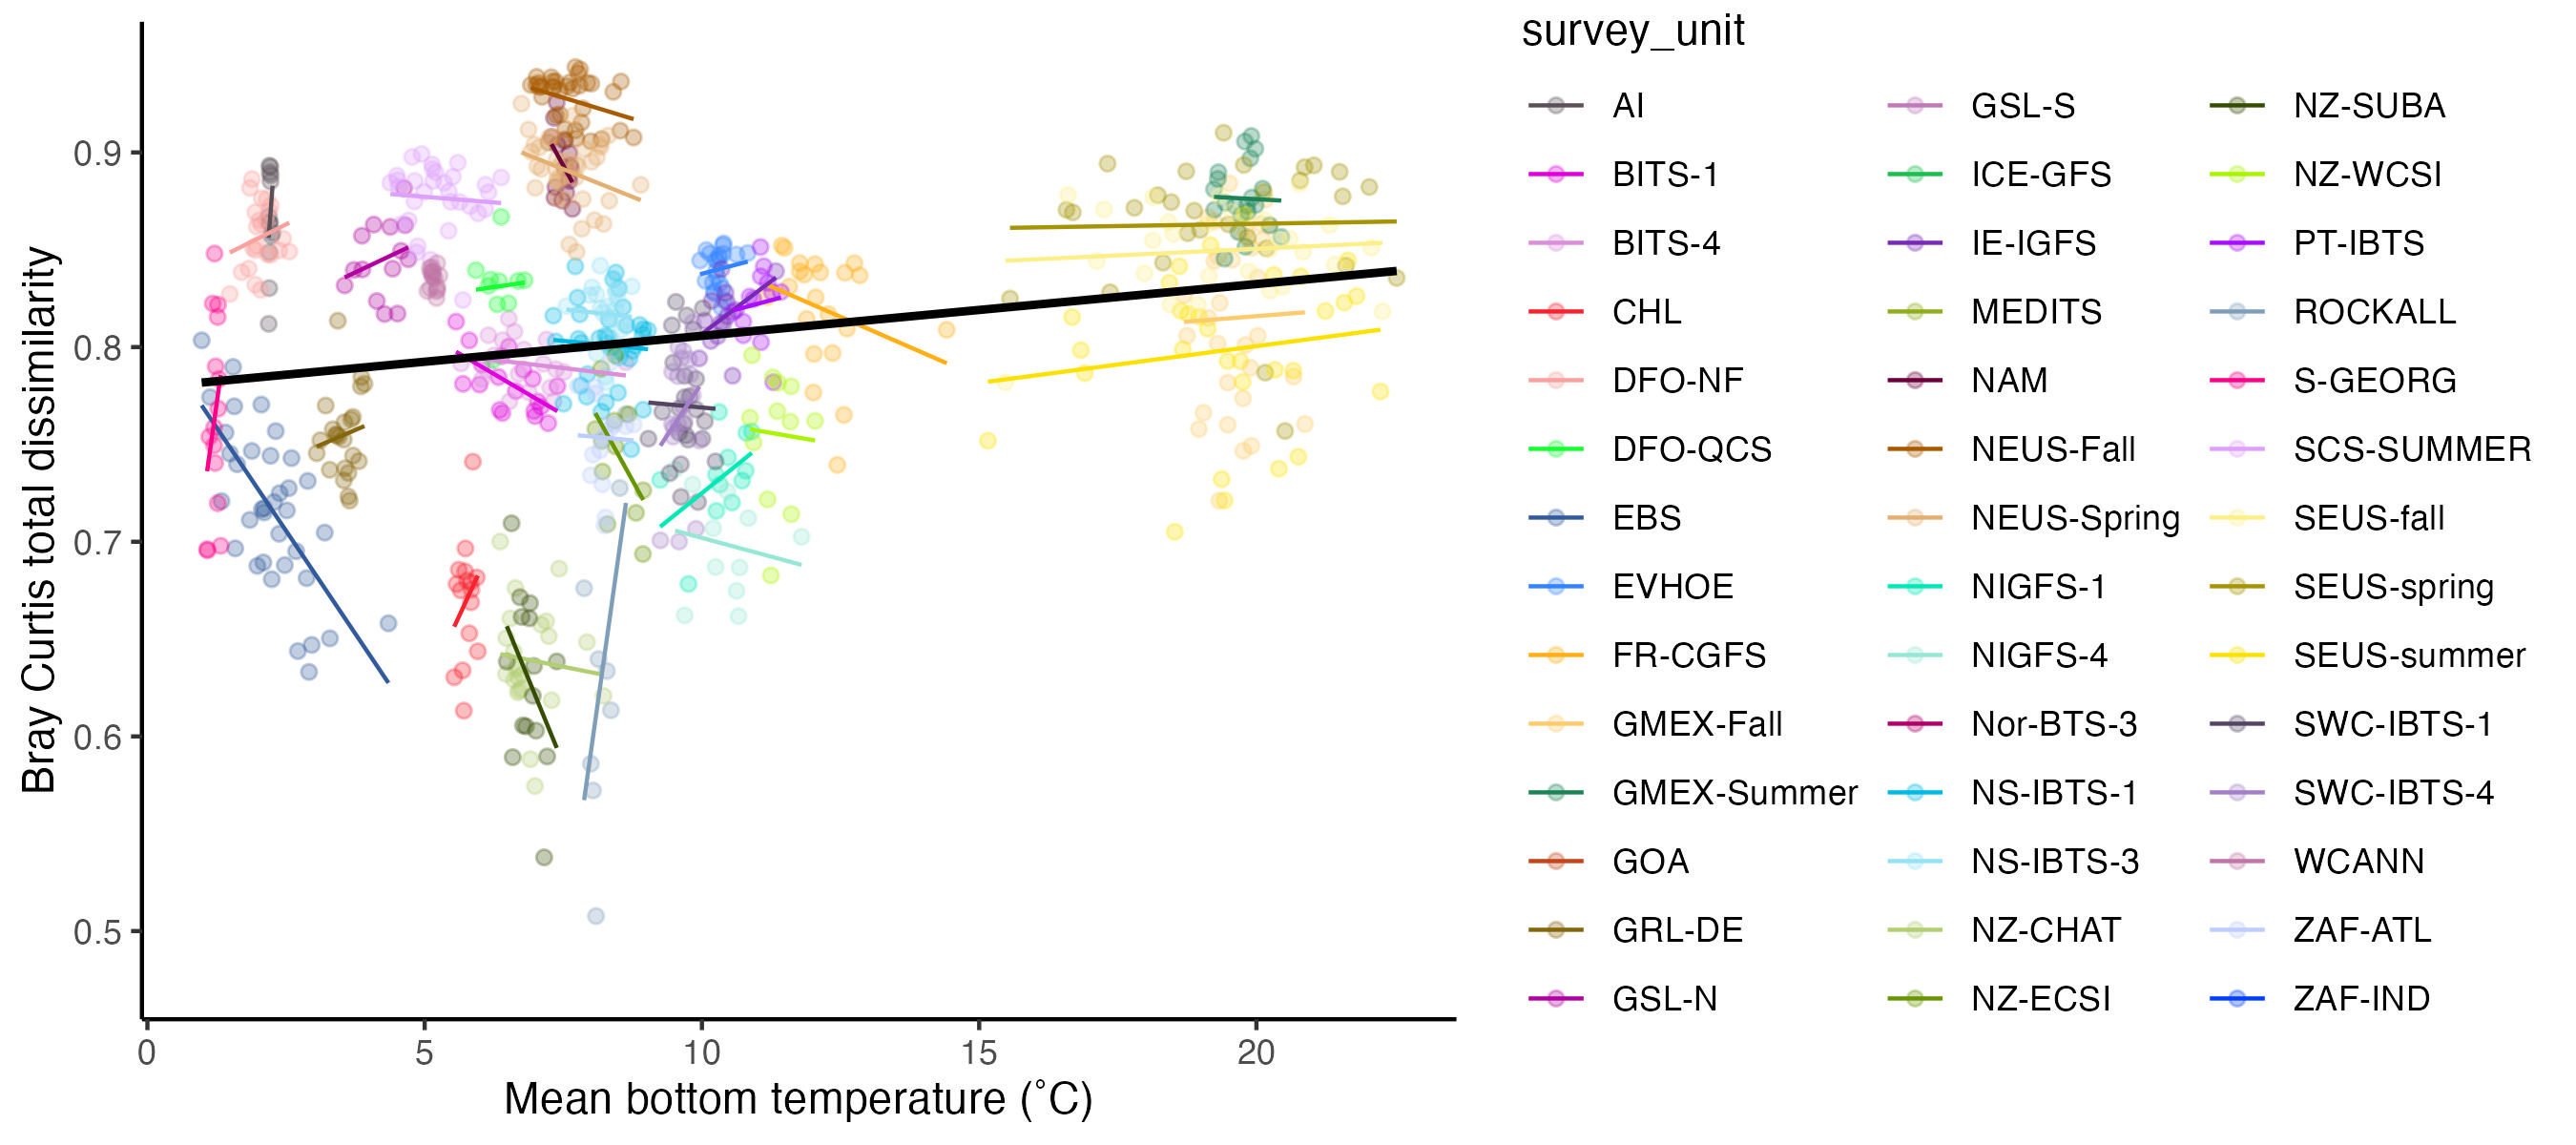 survey_unit
AI
BITS-1
BITS-4
CHL
DFO-NF
DFO-QCS
EBS
EVHOE
FR-CGFS
GMEX-Fall
GMEX-Summer
GOA
GRL-DE
GSL-N
GSL-S
ICE-GFS
IE-IGFS
MEDITS
NAM
NEUS-Fall
NEUS-Spring
NIGFS-1
NIGFS-4
Nor-BTS-3
NS-IBTS-1
NS-IBTS-3
NZ-CHAT
NZ-ECSI
NZ-SUBA
NZ-WCSI
PT-IBTS
ROCKALL
S-GEORG
SCS-SUMMER
SEUS-fall
SEUS-spring
SEUS-summer
SWC-IBTS-1
SWC-IBTS-4
WCANN
ZAF-ATL
ZAF-IND
Bray Curtis total dissimilarity
0.9
0.8
0.7
0.6
0.5
0 5 10 15 20
Mean bottom temperature (˚C)